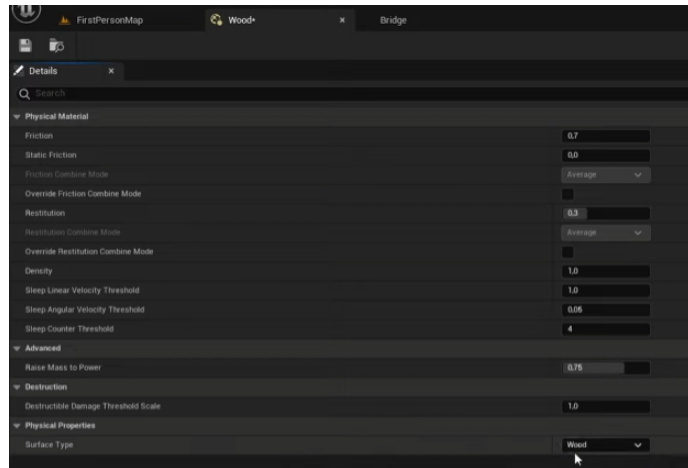 FirstPersonMap Wood• × Bridge
Details ×
Search
Physical Material
Friction 0,7
Static Friction 0,0
Friction Combine Mode Average
Override Friction Combine Mode
Restitution 0,3
Restitution Combine Mode Average
Override Restitution Combine Mode
Density 1,0
Sleep Linear Velocity Threshold 1,0
Sleep Angular Velocity Threshold 0,05
Sleep Counter Threshold 4
Advanced
Raise Mass to Power 0,75
Destruction
Destructible Damage Threshold Scale 1,0
Physical Properties
Surface Type Wood